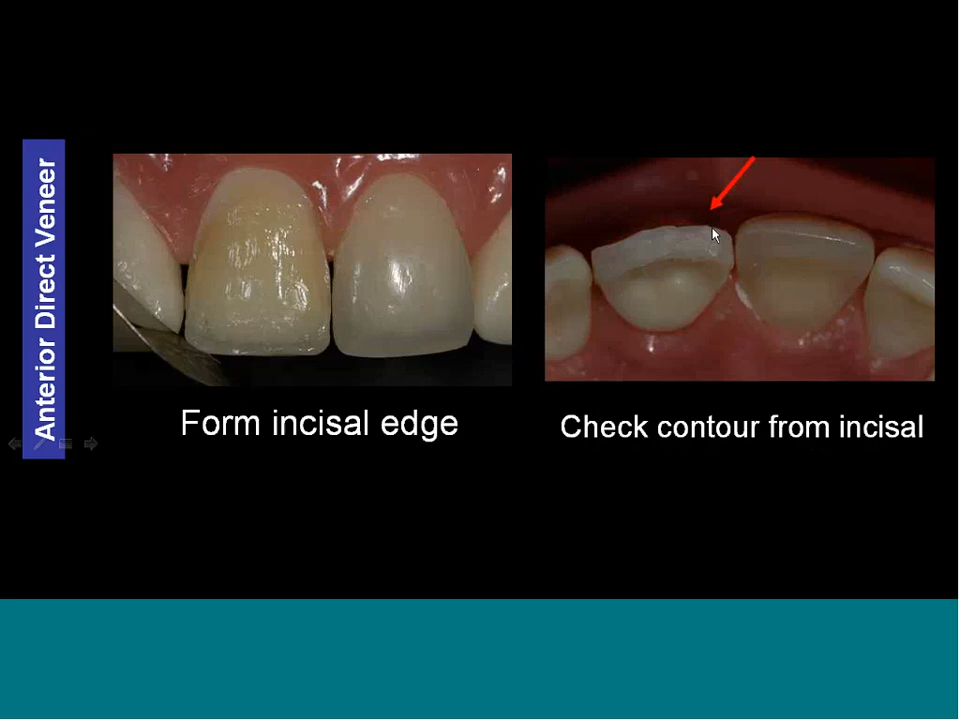 Anterior Direct Veneer
Form incisal edge
Check contour from incisal